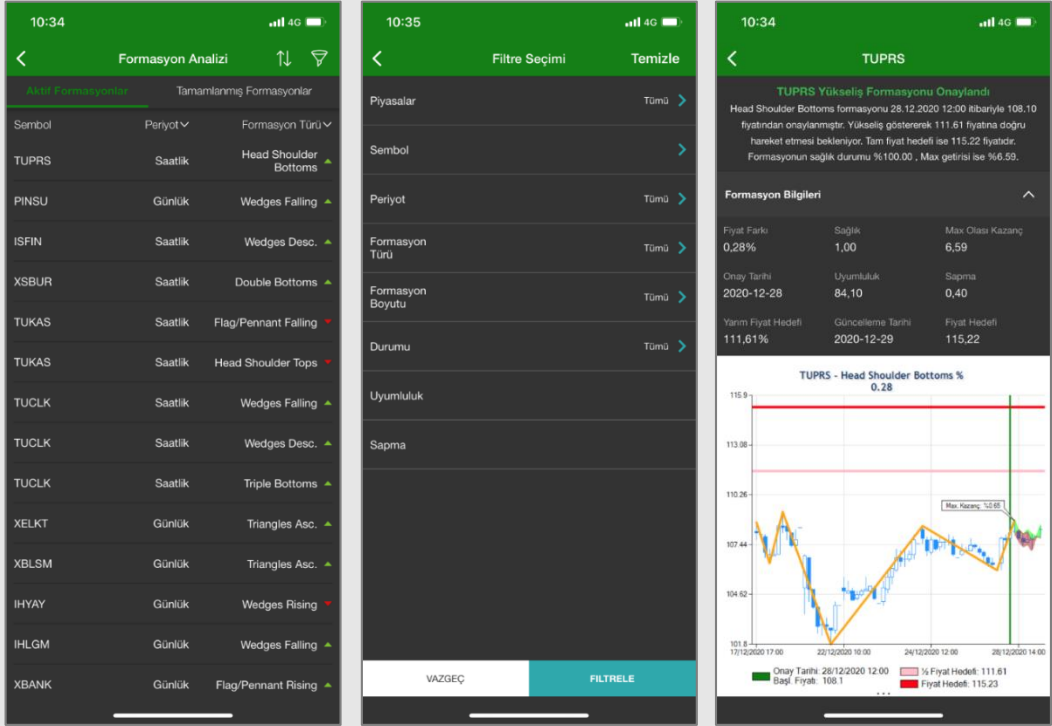 10:34
4G
Formasyon Analizi
Aktif Formasyonlar Tamamlanmış Formasyonlar
Sembol Periyot Formasyon Türü
TUPRS Saatlik Head Shoulder
Bottoms
PINSU Günlük Wedges Falling
ISFIN Saatlik Wedges Desc.
XSBUR Saatlik Double Bottoms
TUKAS Saatlik Flag/Pennant Falling
TUKAS Saatlik Head Shoulder Tops
TUCLK Saatlik Wedges Falling
TUCLK Saatlik Wedges Desc.
TUCLK Saatlik Triple Bottoms
XELKT Günlük Triangles Asc.
XBLSM Günlük Triangles Asc.
IHYAY Günlük Wedges Rising
IHLGM Günlük Wedges Falling
XBANK Günlük Flag/Pennant Rising
10:35
4G
Filtre Seçimi Temizle
Piyasalar Tümü
Sembol
Periyot Tümü
Formasyon
Türü Tümü
Formasyon
Boyutu Tümü
Durumu Tümü
Uyumluluk
Sapma
VAZGEÇ FILTRELE
10:34
4G
TUPRS
TUPRS Yükseliş Formasyonu Onaylandı
Head Shoulder Bottoms formasyonu 28.12.2020 12:00 itibariyle 108.10
fiyatından onaylanmıştır. Yükseliş göstererek 111.61 fiyatına doğru
hareket etmesi bekleniyor. Tam fiyat hedefi ise 115.22 fiyatıdır.
Formasyonun sağlık durumu %100.00 , Max getirisi ise %6.59.
Formasyon Bilgileri
Fiyat Farkı Sağlık Max Olası Kazanç
0,28% 1,00 6,59
Onay Tarihi Uyumluluk Sapma
2020-12-28 84,10 0,40
Yarım Fiyat Hedefi Güncelleme Tarihi Fiyat Hedefi
111,61% 2020-12-29 115,22
TUPRS - Head Shoulder Bottoms %
0.28
115.9
113.08
110.26
Max. Kazanç: %0.65
107.44
104.62
101.8
17/12/2020 17:00 22/12/2020 10:00 24/12/2020 12:00 28/12/2020 14:00
Onay Tarihi: 28/12/2020 12:00 ½ Fiyat Hedefi: 111.61
Başl. Fiyatı: 108.1 Fiyat Hedefi: 115.23